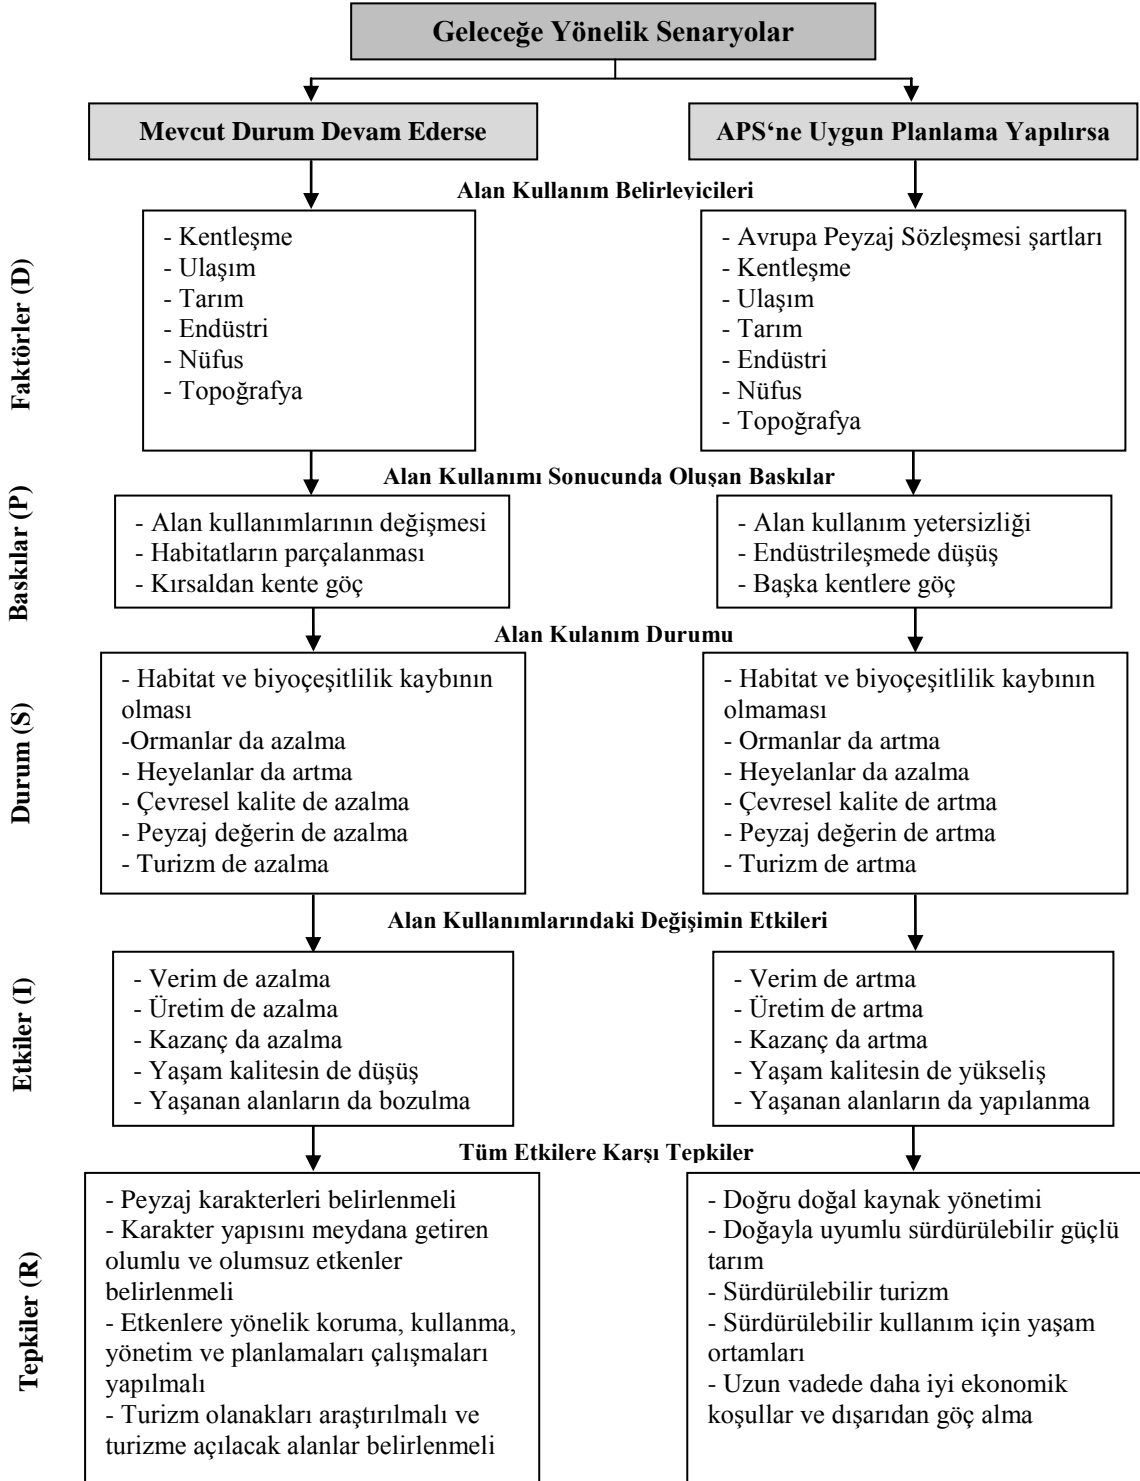 Geleceğe Yönelik Senaryolar
Mevcut Durum Devam Ederse
APS‘ne Uygun Planlama Yapılırsa
Alan Kullanım Belirleyicileri
Faktörler (D)
- Kentleşme
- Ulaşım
- Tarım
- Endüstri
- Nüfus
- Topoğrafya
- Avrupa Peyzaj Sözleşmesi şartları
- Kentleşme
- Ulaşım
- Tarım
- Endüstri
- Nüfus
- Topoğrafya
Alan Kullanımı Sonucunda Oluşan Baskılar
Baskılar (P)
- Alan kullanımlarının değişmesi
- Habitatların parçalanması
- Kırsaldan kente göç
- Alan kullanım yetersizliği
- Endüstrileşmede düşüş
- Başka kentlere göç
Alan Kulanım Durumu
Durum (S)
- Habitat ve biyoçeşitlilik kaybının
olması
-Ormanlar da azalma
- Heyelanlar da artma
- Çevresel kalite de azalma
- Peyzaj değerin de azalma
- Turizm de azalma
- Habitat ve biyoçeşitlilik kaybının
olmaması
- Ormanlar da artma
- Heyelanlar da azalma
- Çevresel kalite de artma
- Peyzaj değerin de artma
- Turizm de artma
Alan Kullanımlarındaki Değişimin Etkileri
Etkiler (I)
- Verim de azalma
- Üretim de azalma
- Kazanç da azalma
- Yaşam kalitesin de düşüş
- Yaşanan alanların da bozulma
- Verim de artma
- Üretim de artma
- Kazanç da artma
- Yaşam kalitesin de yükseliş
- Yaşanan alanların da yapılanma
Tüm Etkilere Karşı Tepkiler
Tepkiler (R)
- Peyzaj karakterleri belirlenmeli
- Karakter yapısını meydana getiren
olumlu ve olumsuz etkenler
belirlenmeli
- Etkenlere yönelik koruma, kullanma,
yönetim ve planlamaları çalışmaları
yapılmalı
- Turizm olanakları araştırılmalı ve
turizme açılacak alanlar belirlenmeli
- Doğru doğal kaynak yönetimi
- Doğayla uyumlu sürdürülebilir güçlü
tarım
- Sürdürülebilir turizm
- Sürdürülebilir kullanım için yaşam
ortamları
- Uzun vadede daha iyi ekonomik
koşullar ve dışarıdan göç alma